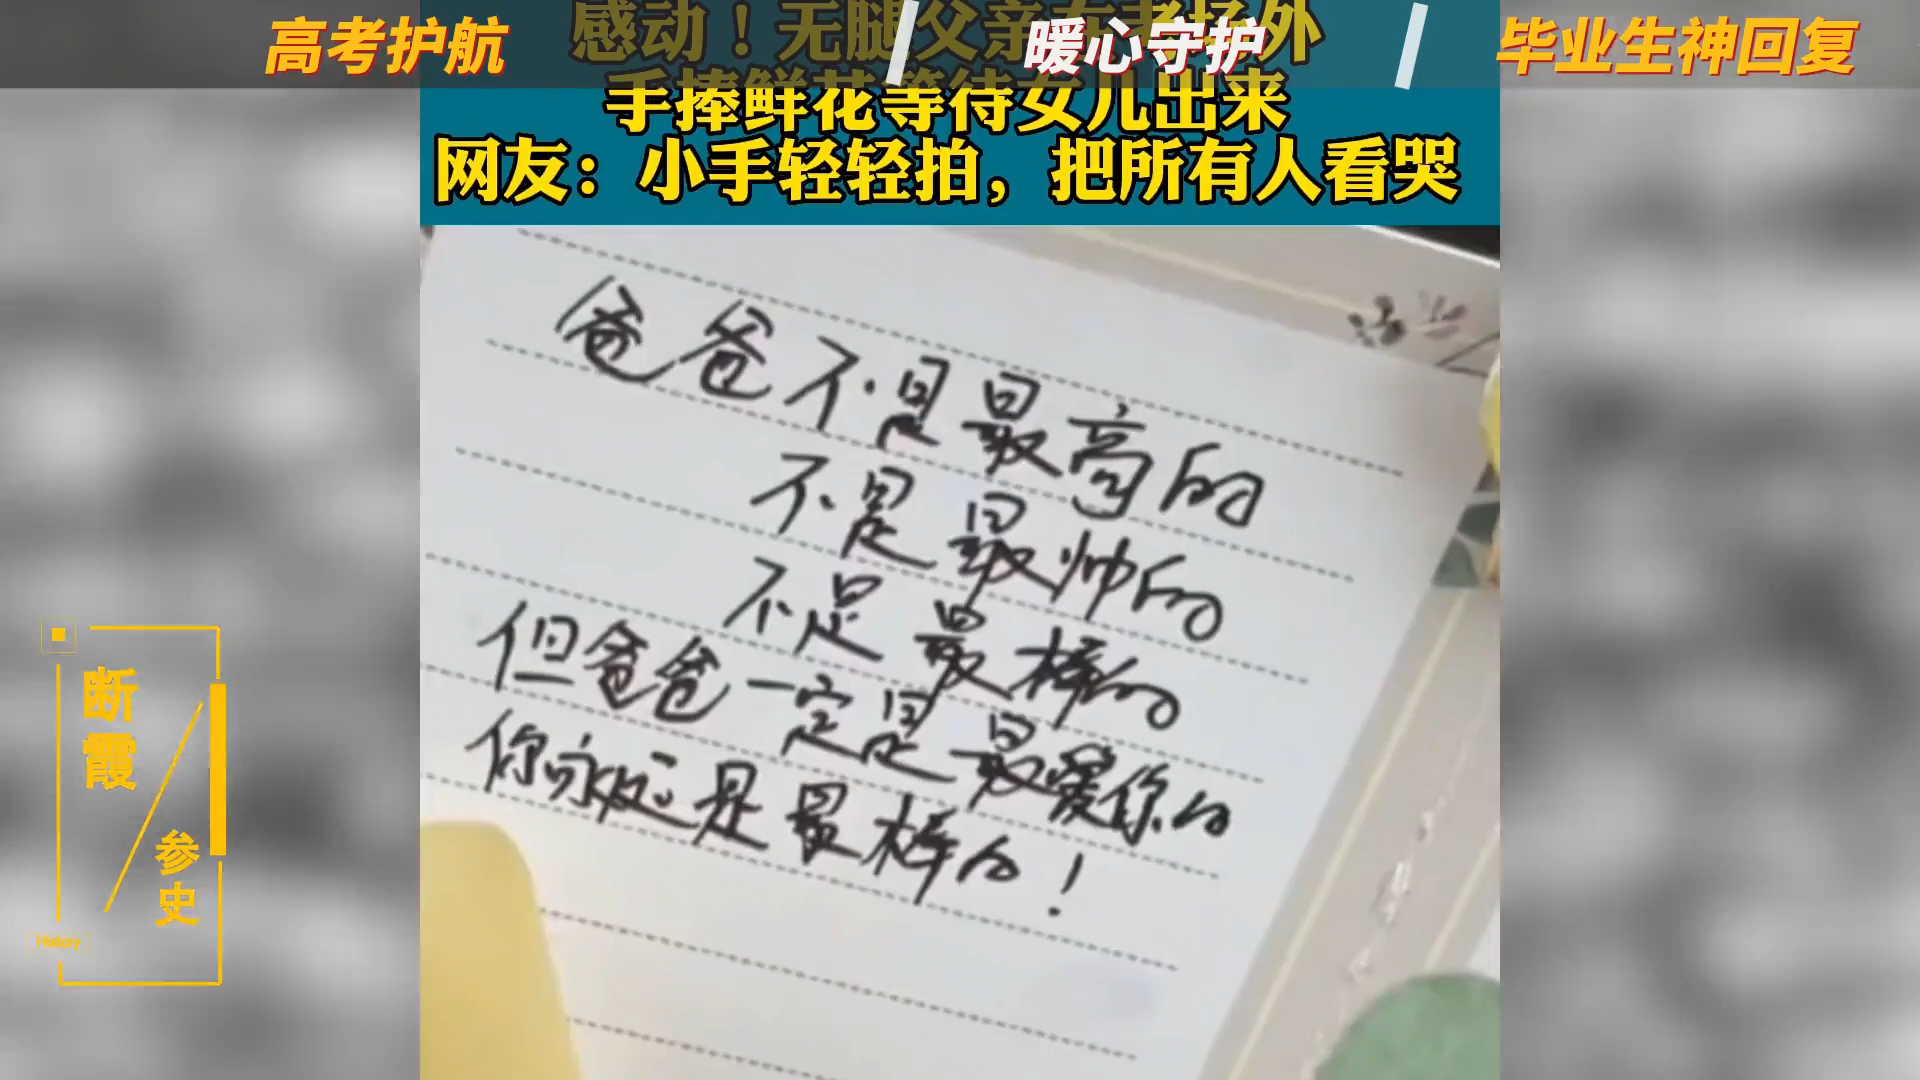 高考护航
暖心守护
毕业生神回复
感动！无腿父亲在考场外
手捧鲜花等待女儿出来
网友：小手轻轻拍，把所有人看哭
爸爸不是最高的
不是最帅的
不是最棒的
但爸爸一定是最爱你的
你永远是最棒的！
断霞
参史
History